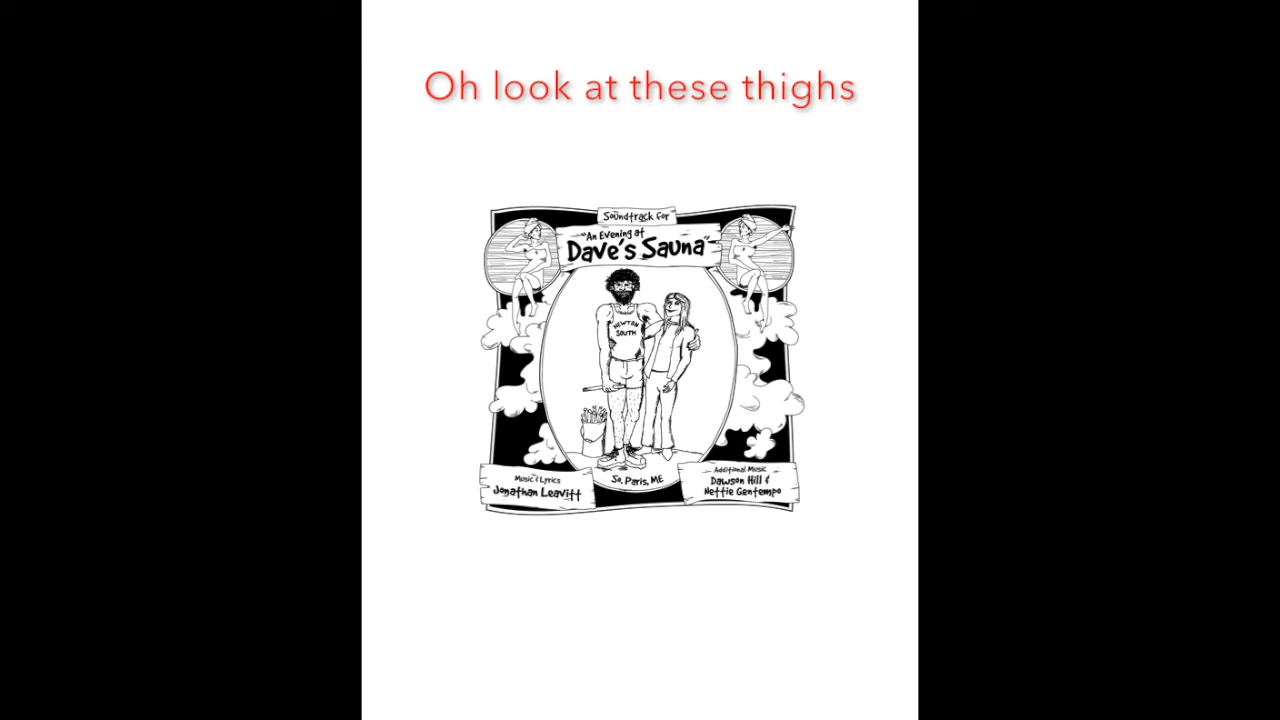 Oh look at these thighs
Soundtrack for
"An Evening at
Dave's Sauna"
NEWTON
SOUTH
So. Paris, ME
Music & Lyrics
Jonathan Leavitt
Additional Music
Dawson Hill &
Nettie Gentempo